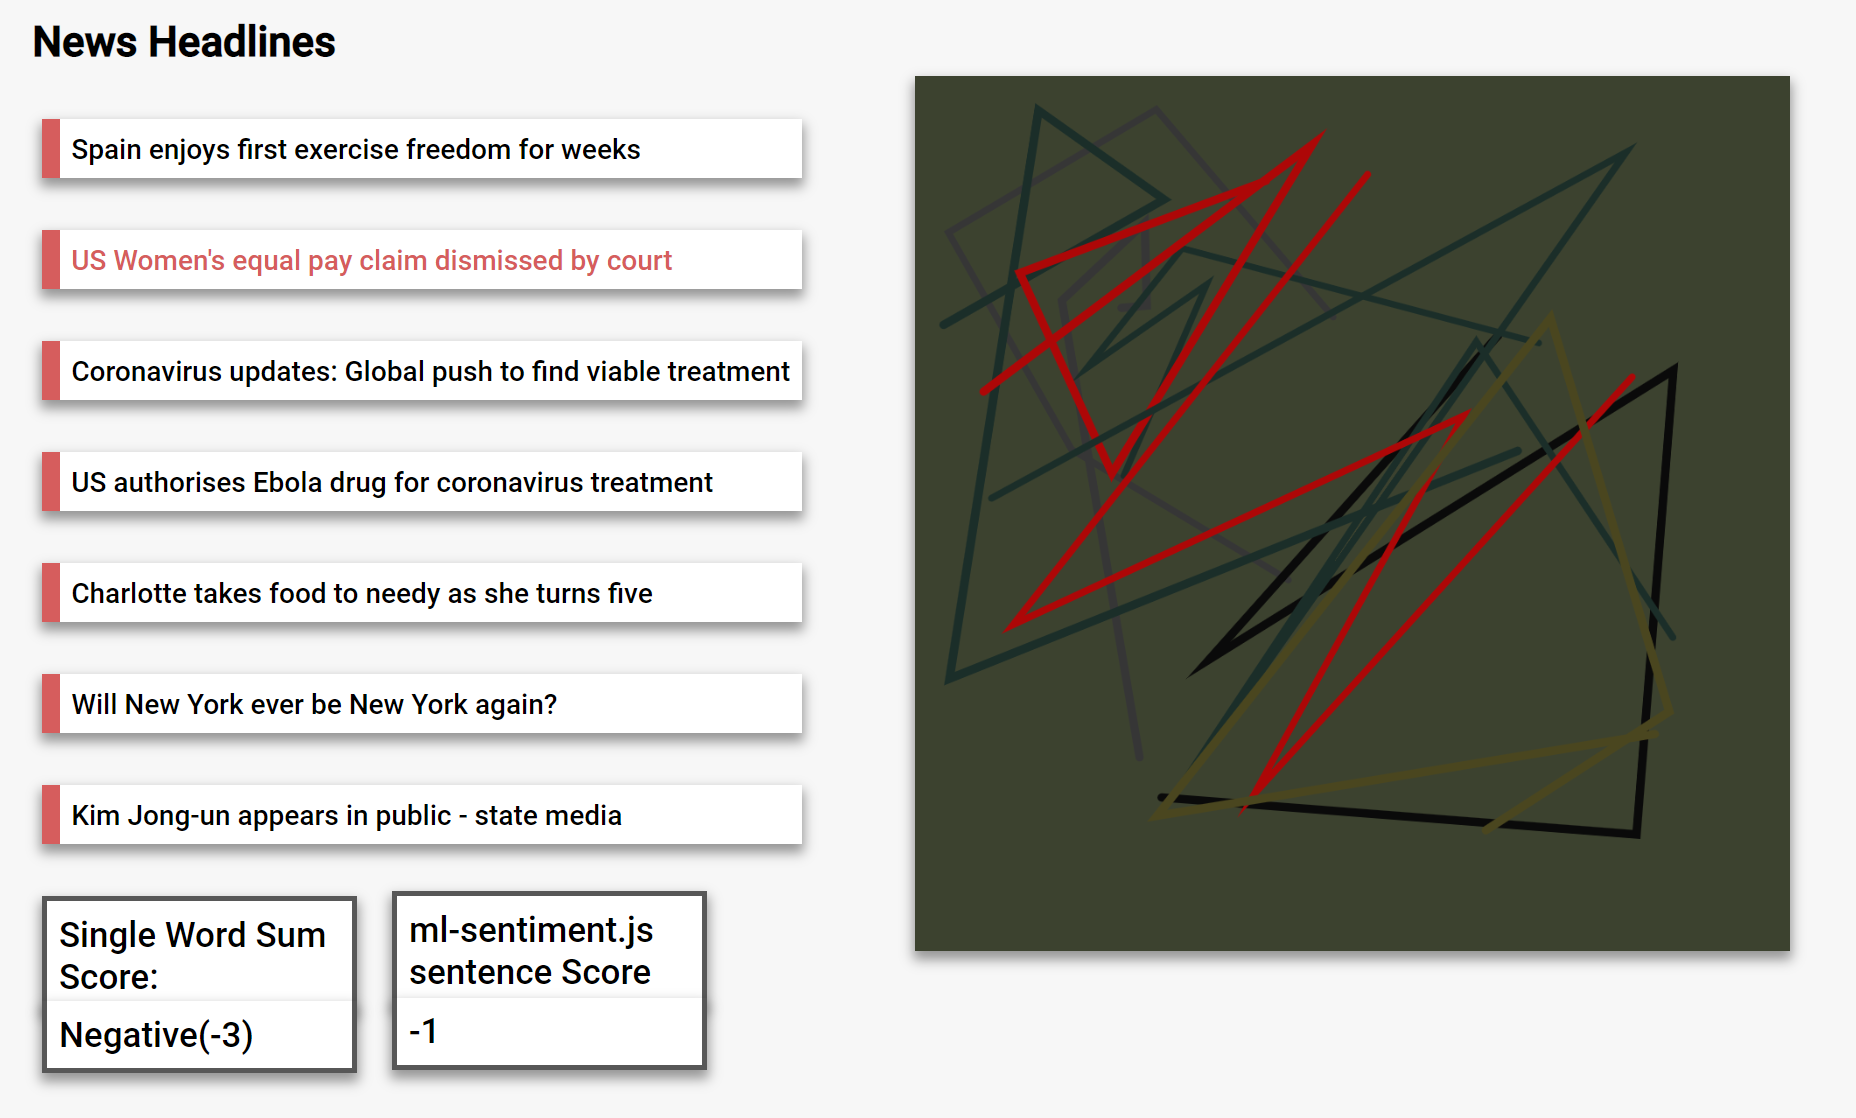 News Headlines
Spain enjoys first exercise freedom for weeks
US Women's equal pay claim dismissed by court
Coronavirus updates: Global push to find viable treatment
US authorises Ebola drug for coronavirus treatment
Charlotte takes food to needy as she turns five
Will New York ever be New York again?
Kim Jong-un appears in public - state media
Single Word Sum
Score:
Negative(-3)
ml-sentiment.js
sentence Score
-1